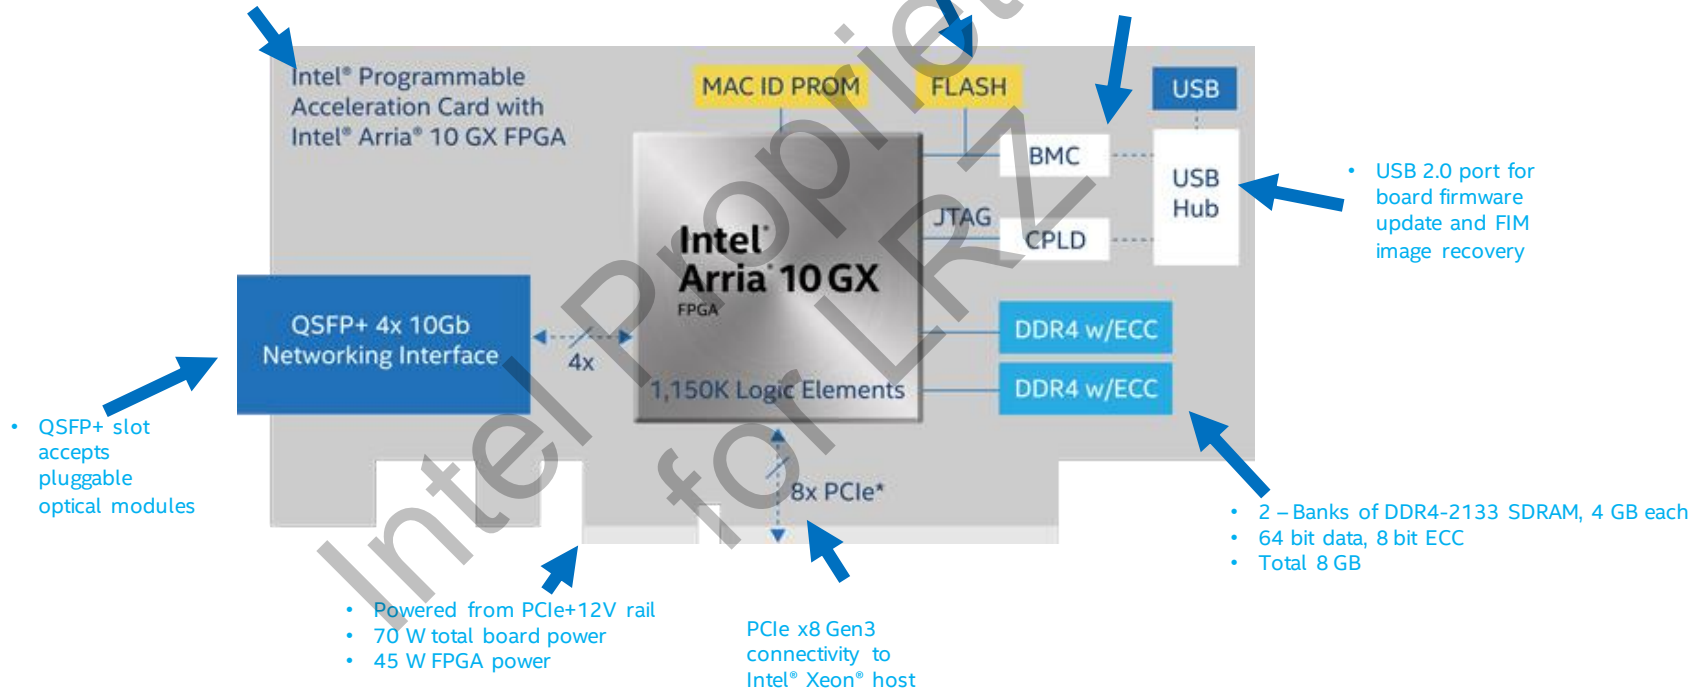 Intel® Programmable
Acceleration Card with
Intel® Arria® 10 GX FPGA
MAC ID PROM
FLASH
USB
BMC
USB
Hub
JTAG
CPLD
• USB 2.0 port for
board firmware
update and FIM
image recovery
Intel®
Arria® 10 GX
FPGA
1,150K Logic Elements
QSFP+ 4x 10Gb
Networking Interface
4x
DDR4 w/ECC
DDR4 w/ECC
• QSFP+ slot
accepts
pluggable
optical modules
8x PCIe*
• 2 – Banks of DDR4-2133 SDRAM, 4 GB each
• 64 bit data, 8 bit ECC
• Total 8 GB
• Powered from PCIe+12V rail
• 70 W total board power
• 45 W FPGA power
PCIe x8 Gen3
connectivity to
Intel® Xeon® host
Intel
for LRZ